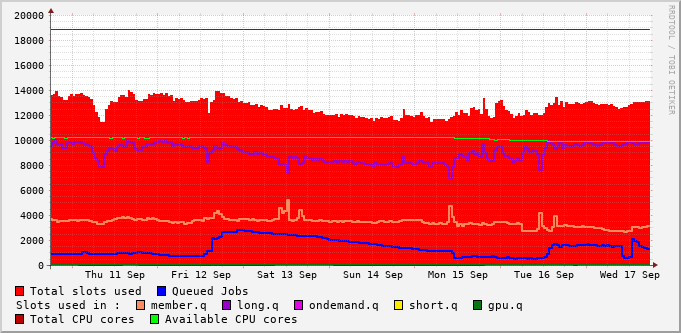 20000
18000
16000
14000
12000
10000
8000
6000
4000
2000
0
Thu 11 Sep Fri 12 Sep Sat 13 Sep Sun 14 Sep Mon 15 Sep Tue 16 Sep Wed 17 Sep
RRDTOOL / TOBI OETIKER
Total slots used Queued Jobs
Slots used in : member.q long.q ondemand.q short.q gpu.q
Total CPU cores Available CPU cores